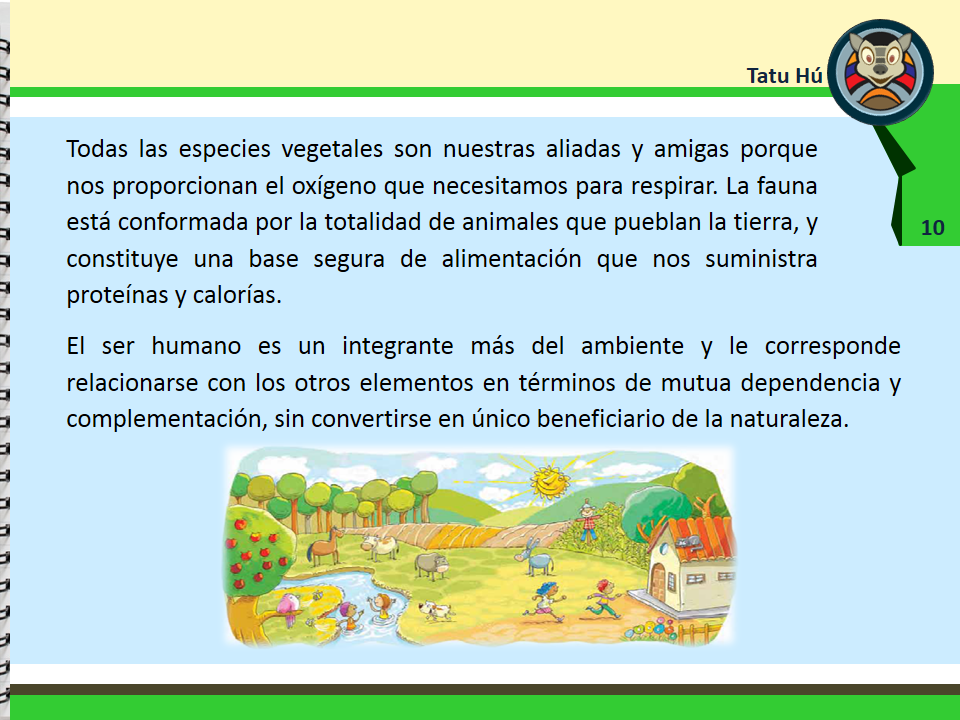 Tatu Hú
Todas las especies vegetales son nuestras aliadas y amigas porque
nos proporcionan el oxígeno que necesitamos para respirar. La fauna
está conformada por la totalidad de animales que pueblan la tierra, y
constituye una base segura de alimentación que nos suministra
proteínas y calorías.
10
El ser humano es un integrante más del ambiente y le corresponde
relacionarse con los otros elementos en términos de mutua dependencia y
complementación, sin convertirse en único beneficiario de la naturaleza.